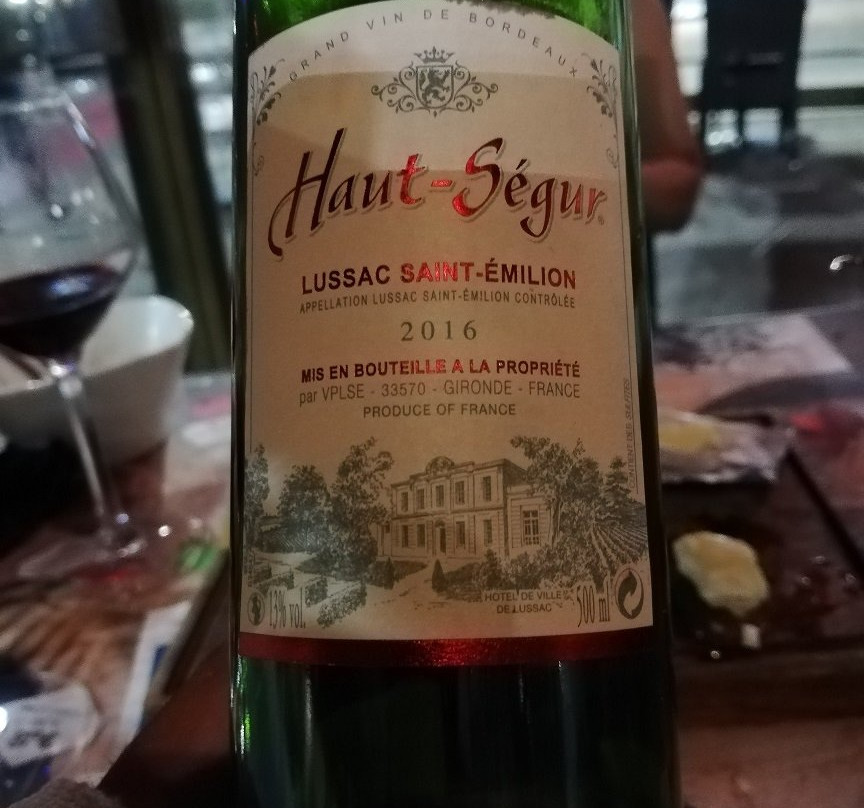 GRAND VIN DE BORDEAUX
Haut-Ségur
LUSSAC SAINT-ÉMILION
APPELLATION LUSSAC SAINT-ÉMILION CONTRÔLÉE
2016
MIS EN BOUTEILLE A LA PROPRIÉTÉ
par VPLSE - 33570 - GIRONDE - FRANCE
PRODUCE OF FRANCE
HOTEL DE VILLE
DE LUSSAC
13% vol.
500 ml